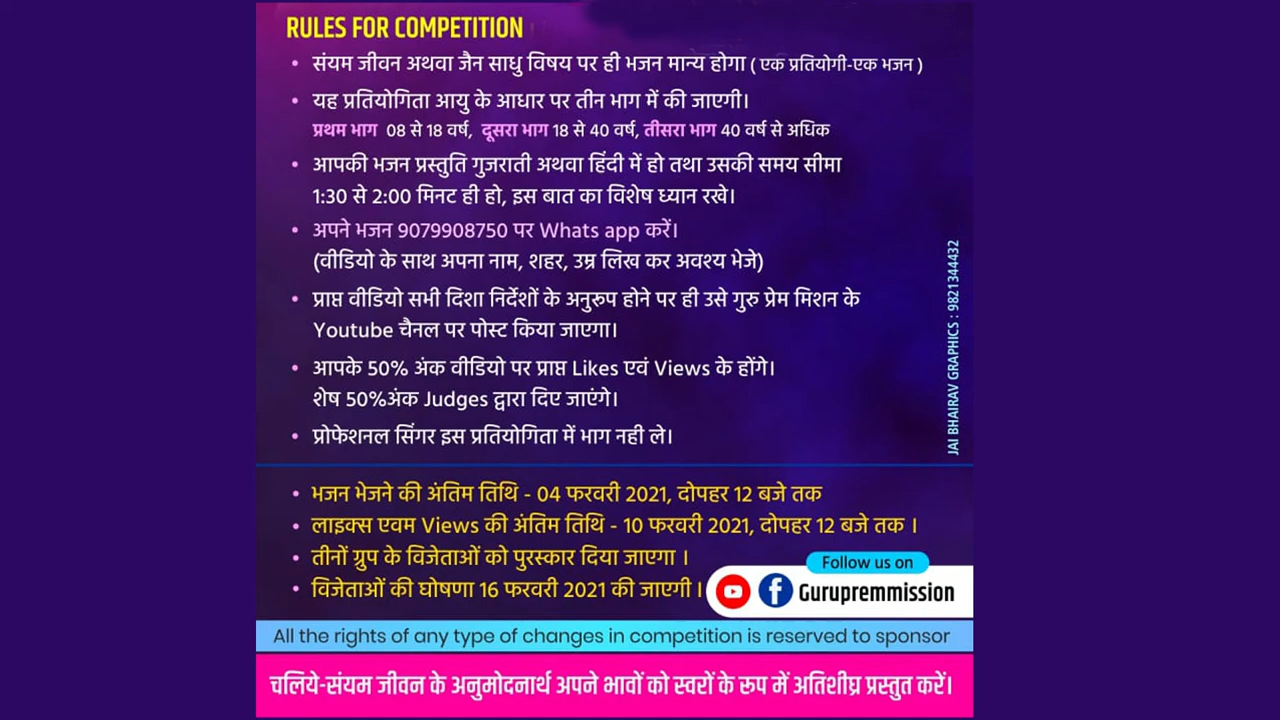 RULES FOR COMPETITION
• संयम जीवन अथवा जैन साधु विषय पर ही भजन मान्य होगा ( एक प्रतियोगी-एक भजन )
• यह प्रतियोगिता आयु के आधार पर तीन भाग में की जाएगी।
प्रथम भाग 08 से 18 वर्ष, दूसरा भाग 18 से 40 वर्ष, तीसरा भाग 40 वर्ष से अधिक
• आपकी भजन प्रस्तुति गुजराती अथवा हिंदी में हो तथा उसकी समय सीमा
1:30 से 2:00 मिनट ही हो, इस बात का विशेष ध्यान रखे।
• अपने भजन 9079908750 पर Whats app करें।
(वीडियो के साथ अपना नाम, शहर, उम्र लिख कर अवश्य भेजे)
• प्राप्त वीडियो सभी दिशा निर्देशों के अनुरूप होने पर ही उसे गुरु प्रेम मिशन के
Youtube चैनल पर पोस्ट किया जाएगा।
• आपके 50% अंक वीडियो पर प्राप्त Likes एवं Views के होंगे।
शेष 50%अंक Judges द्वारा दिए जाएंगे।
• प्रोफेशनल सिंगर इस प्रतियोगिता में भाग नही ले।
JAI BHAIRAV GRAPHICS : 9821344432
• भजन भेजने की अंतिम तिथि - 04 फरवरी 2021, दोपहर 12 बजे तक
• लाइक्स एवम Views की अंतिम तिथि - 10 फरवरी 2021, दोपहर 12 बजे तक ।
• तीनों ग्रुप के विजेताओं को पुरस्कार दिया जाएगा ।
• विजेताओं की घोषणा 16 फरवरी 2021 की जाएगी ।
Follow us on
Gurupremmission
All the rights of any type of changes in competition is reserved to sponsor
चलिये-संयम जीवन के अनुमोदनार्थ अपने भावों को स्वरों के रूप में अतिशीघ्र प्रस्तुत करें।